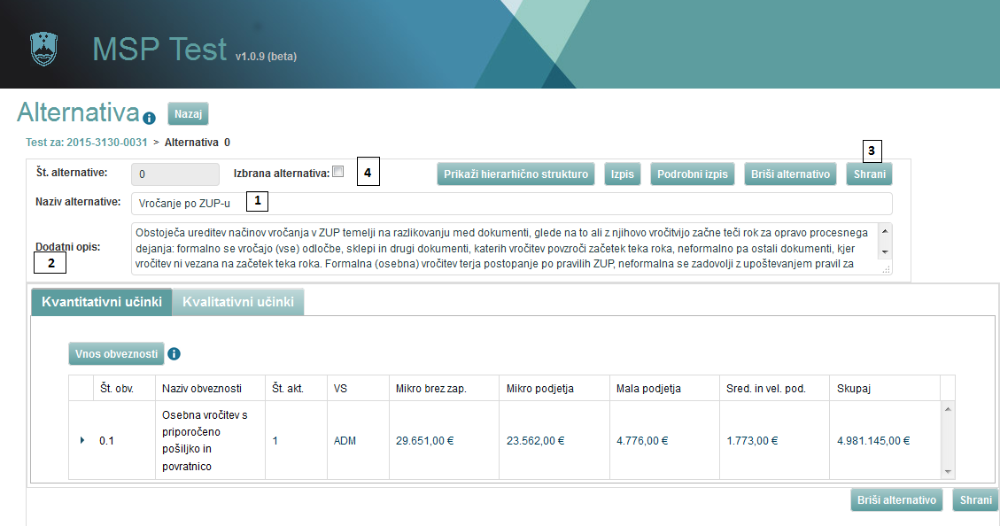 MSP Test v1.0.9 (beta)
Alternativa i Nazaj
Test za: 2015-3130-0031 > Alternativa 0
3
Št. alternative: 0 Izbrana alternativa: 4 Prikaži hierarhično strukturo Izpis Podrobni izpis Briši alternativo Shrani
Naziv alternative: Vročanje po ZUP-u 1
Dodatni opis:
2
Obstoječa ureditev načinov vročanja v ZUP temelji na razlikovanju med dokumenti, glede na to ali z njihovo vročitvijo začne teči rok za opravo procesnega
dejanja: formalno se vročajo (vse) odločbe, sklepi in drugi dokumenti, katerih vročitev povzroči začetek teka roka, neformalno pa ostali dokumenti, kjer
vročitev ni vezana na začetek teka roka. Formalna (osebna) vročitev terja postopanje po pravilih ZUP, neformalna se zadovolji z upoštevanjem pravil za
Kvantitativni učinki Kvalitativni učinki
Vnos obveznosti i
Št. obv. Naziv obveznosti Št. akt. VS Mikro brez zap. Mikro podjetja Mala podjetja Sred. in vel. pod. Skupaj
0.1 Osebna vročitev s
priporočeno
pošiljko in
povratnico
1 ADM 29.651,00 € 23.562,00 € 4.776,00 € 1.773,00 € 4.981.145,00 €
Briši alternativo Shrani